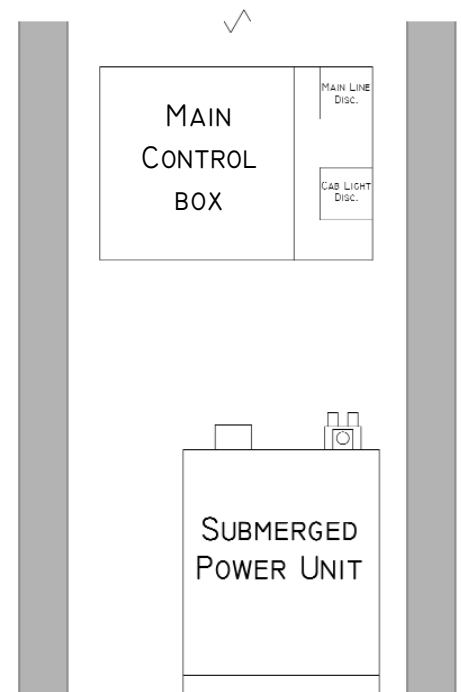 MAIN
CONTROL
BOX
MAIN LINE
DISC.
CAB LIGHT
DISC.
SUBMERGED
POWER UNIT